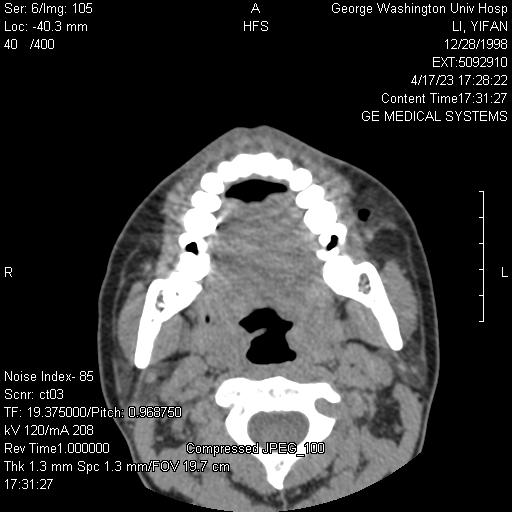 Ser: 6/Img: 105
Loc: -40.3 mm
40 /400
A
HFS
George Washington Univ Hosp
LI, YIFAN
12/28/1998
EXT:5092910
4/17/23 17:28:22
Content Time17:31:27
GE MEDICAL SYSTEMS
R
L
Noise Index- 85
Scnr: ct03
TF: 19.375000/Pitch: 0.968750
kV 120/mA 208
Rev Time1.000000
Compressed JPEG_100
Thk 1.3 mm Spc 1.3 mm/FOV 19.7 cm
17:31:27